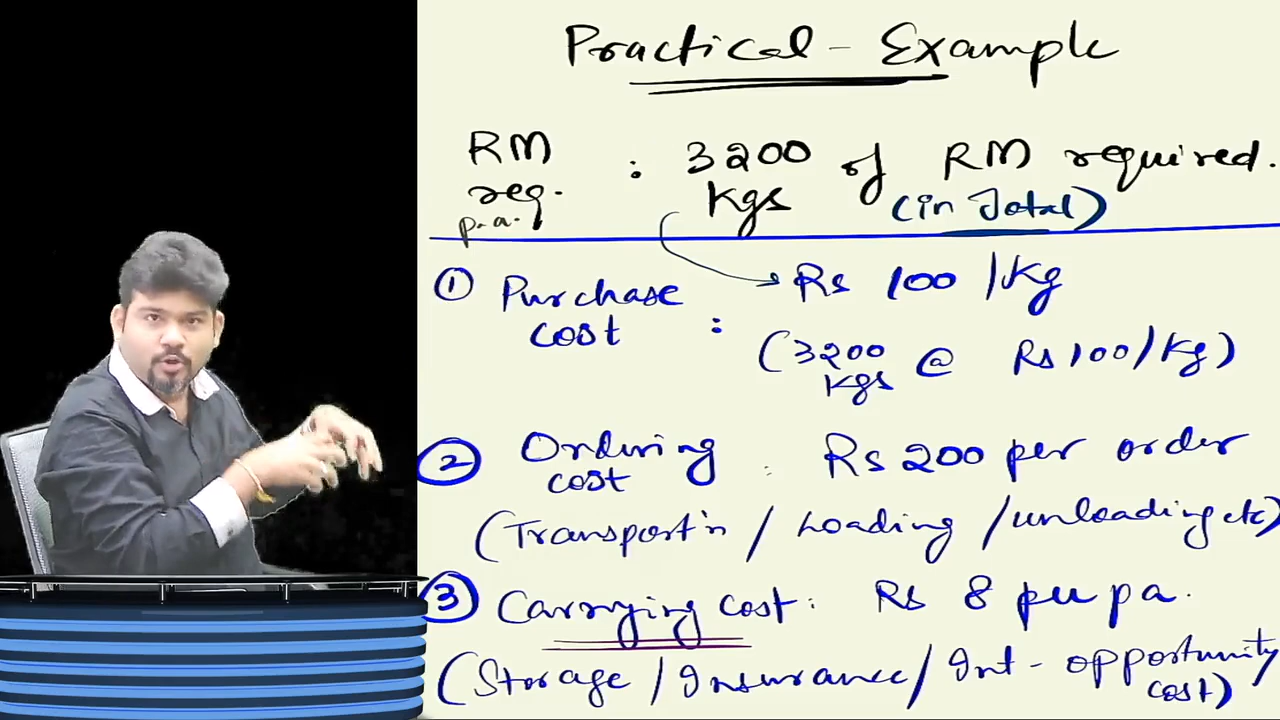 Practical - Example
RM req. p.a. : 3200 kgs of RM required. (in Total)
① Purchase cost : Rs 100 /Kg
(3200 kgs @ Rs 100/Kg)
② Ordering cost : Rs 200 per order
(Transport'n / Loading / unloading etc)
③ Carrying cost : Rs 8 pu pa.
(Storage / Insurance / Int - opportunity cost)